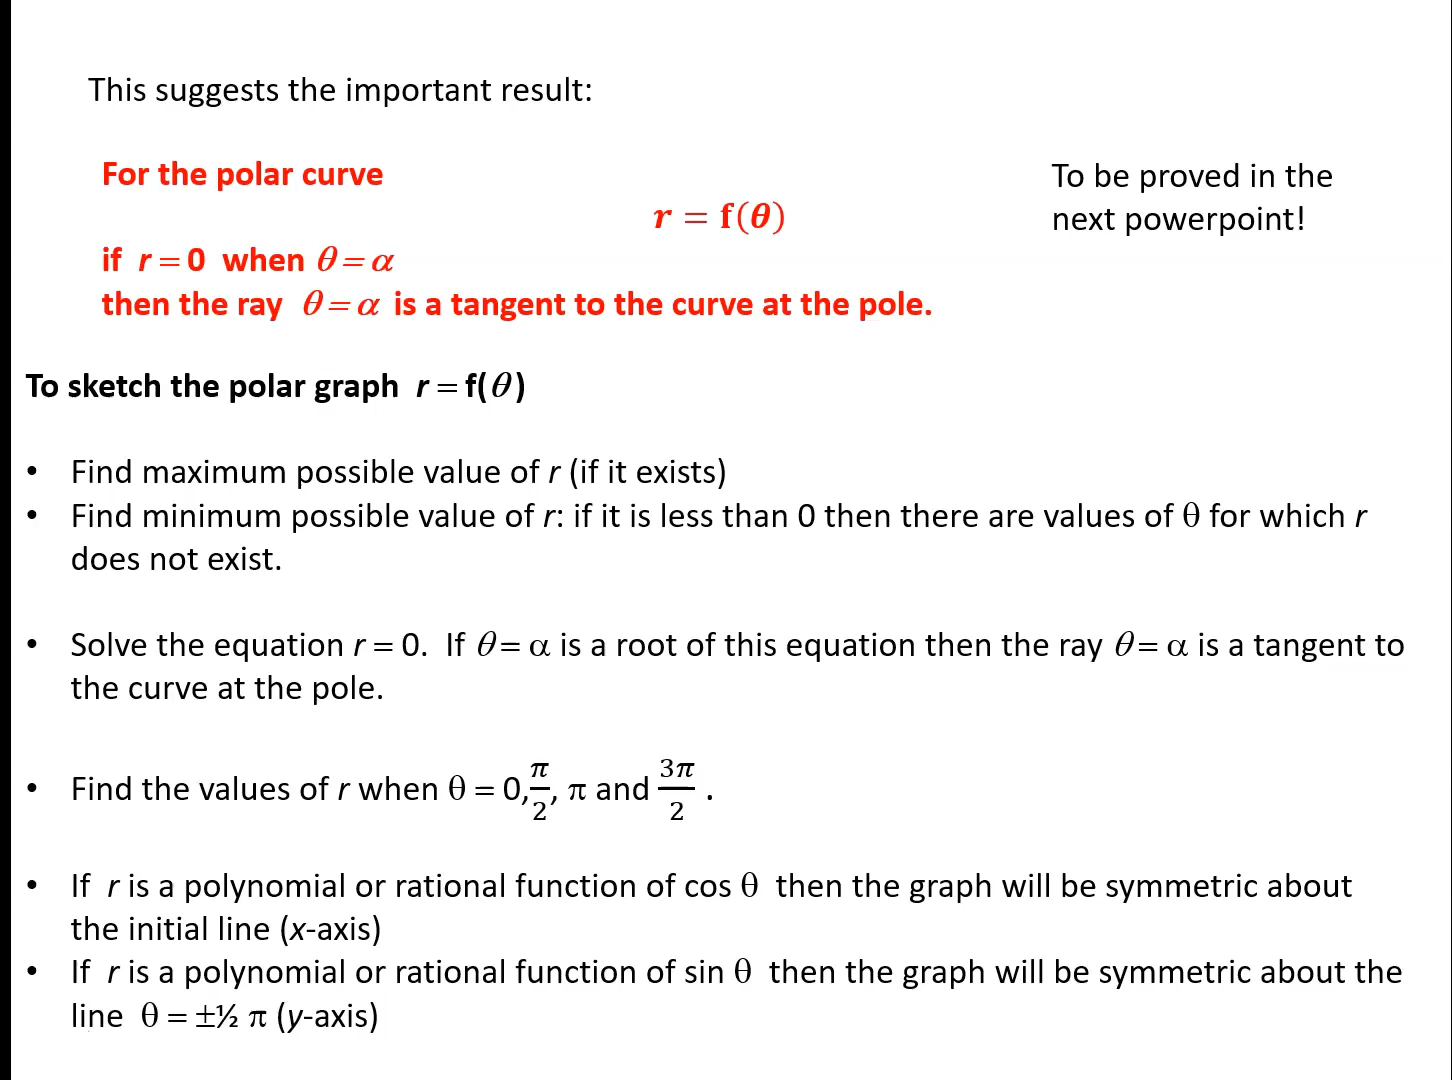 This suggests the important result:
For the polar curve
To be proved in the
next powerpoint!
r = f(θ)
if r = 0 when θ = α
then the ray θ = α is a tangent to the curve at the pole.
To sketch the polar graph r = f(θ)
• Find maximum possible value of r (if it exists)
• Find minimum possible value of r: if it is less than 0 then there are values of θ for which r
does not exist.
• Solve the equation r = 0. If θ = α is a root of this equation then the ray θ = α is a tangent to
the curve at the pole.
• Find the values of r when θ = 0, π/2, π and 3π/2 .
• If r is a polynomial or rational function of cos θ then the graph will be symmetric about
the initial line (x-axis)
• If r is a polynomial or rational function of sin θ then the graph will be symmetric about the
line θ = ±½ π (y-axis)